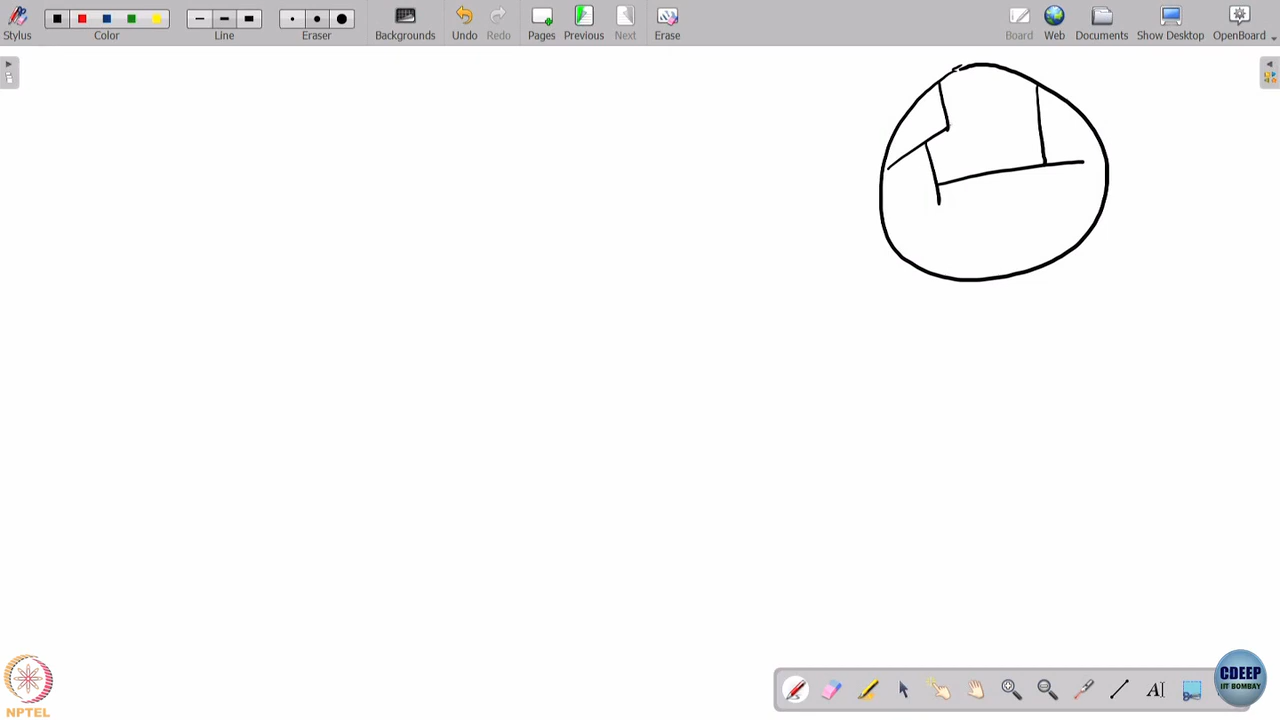 Stylus Color Line Eraser Backgrounds Undo Redo Pages Previous Next Erase Board Web Documents Show Desktop OpenBoard
A
NPTEL
CDEEP
IIT BOMBAY